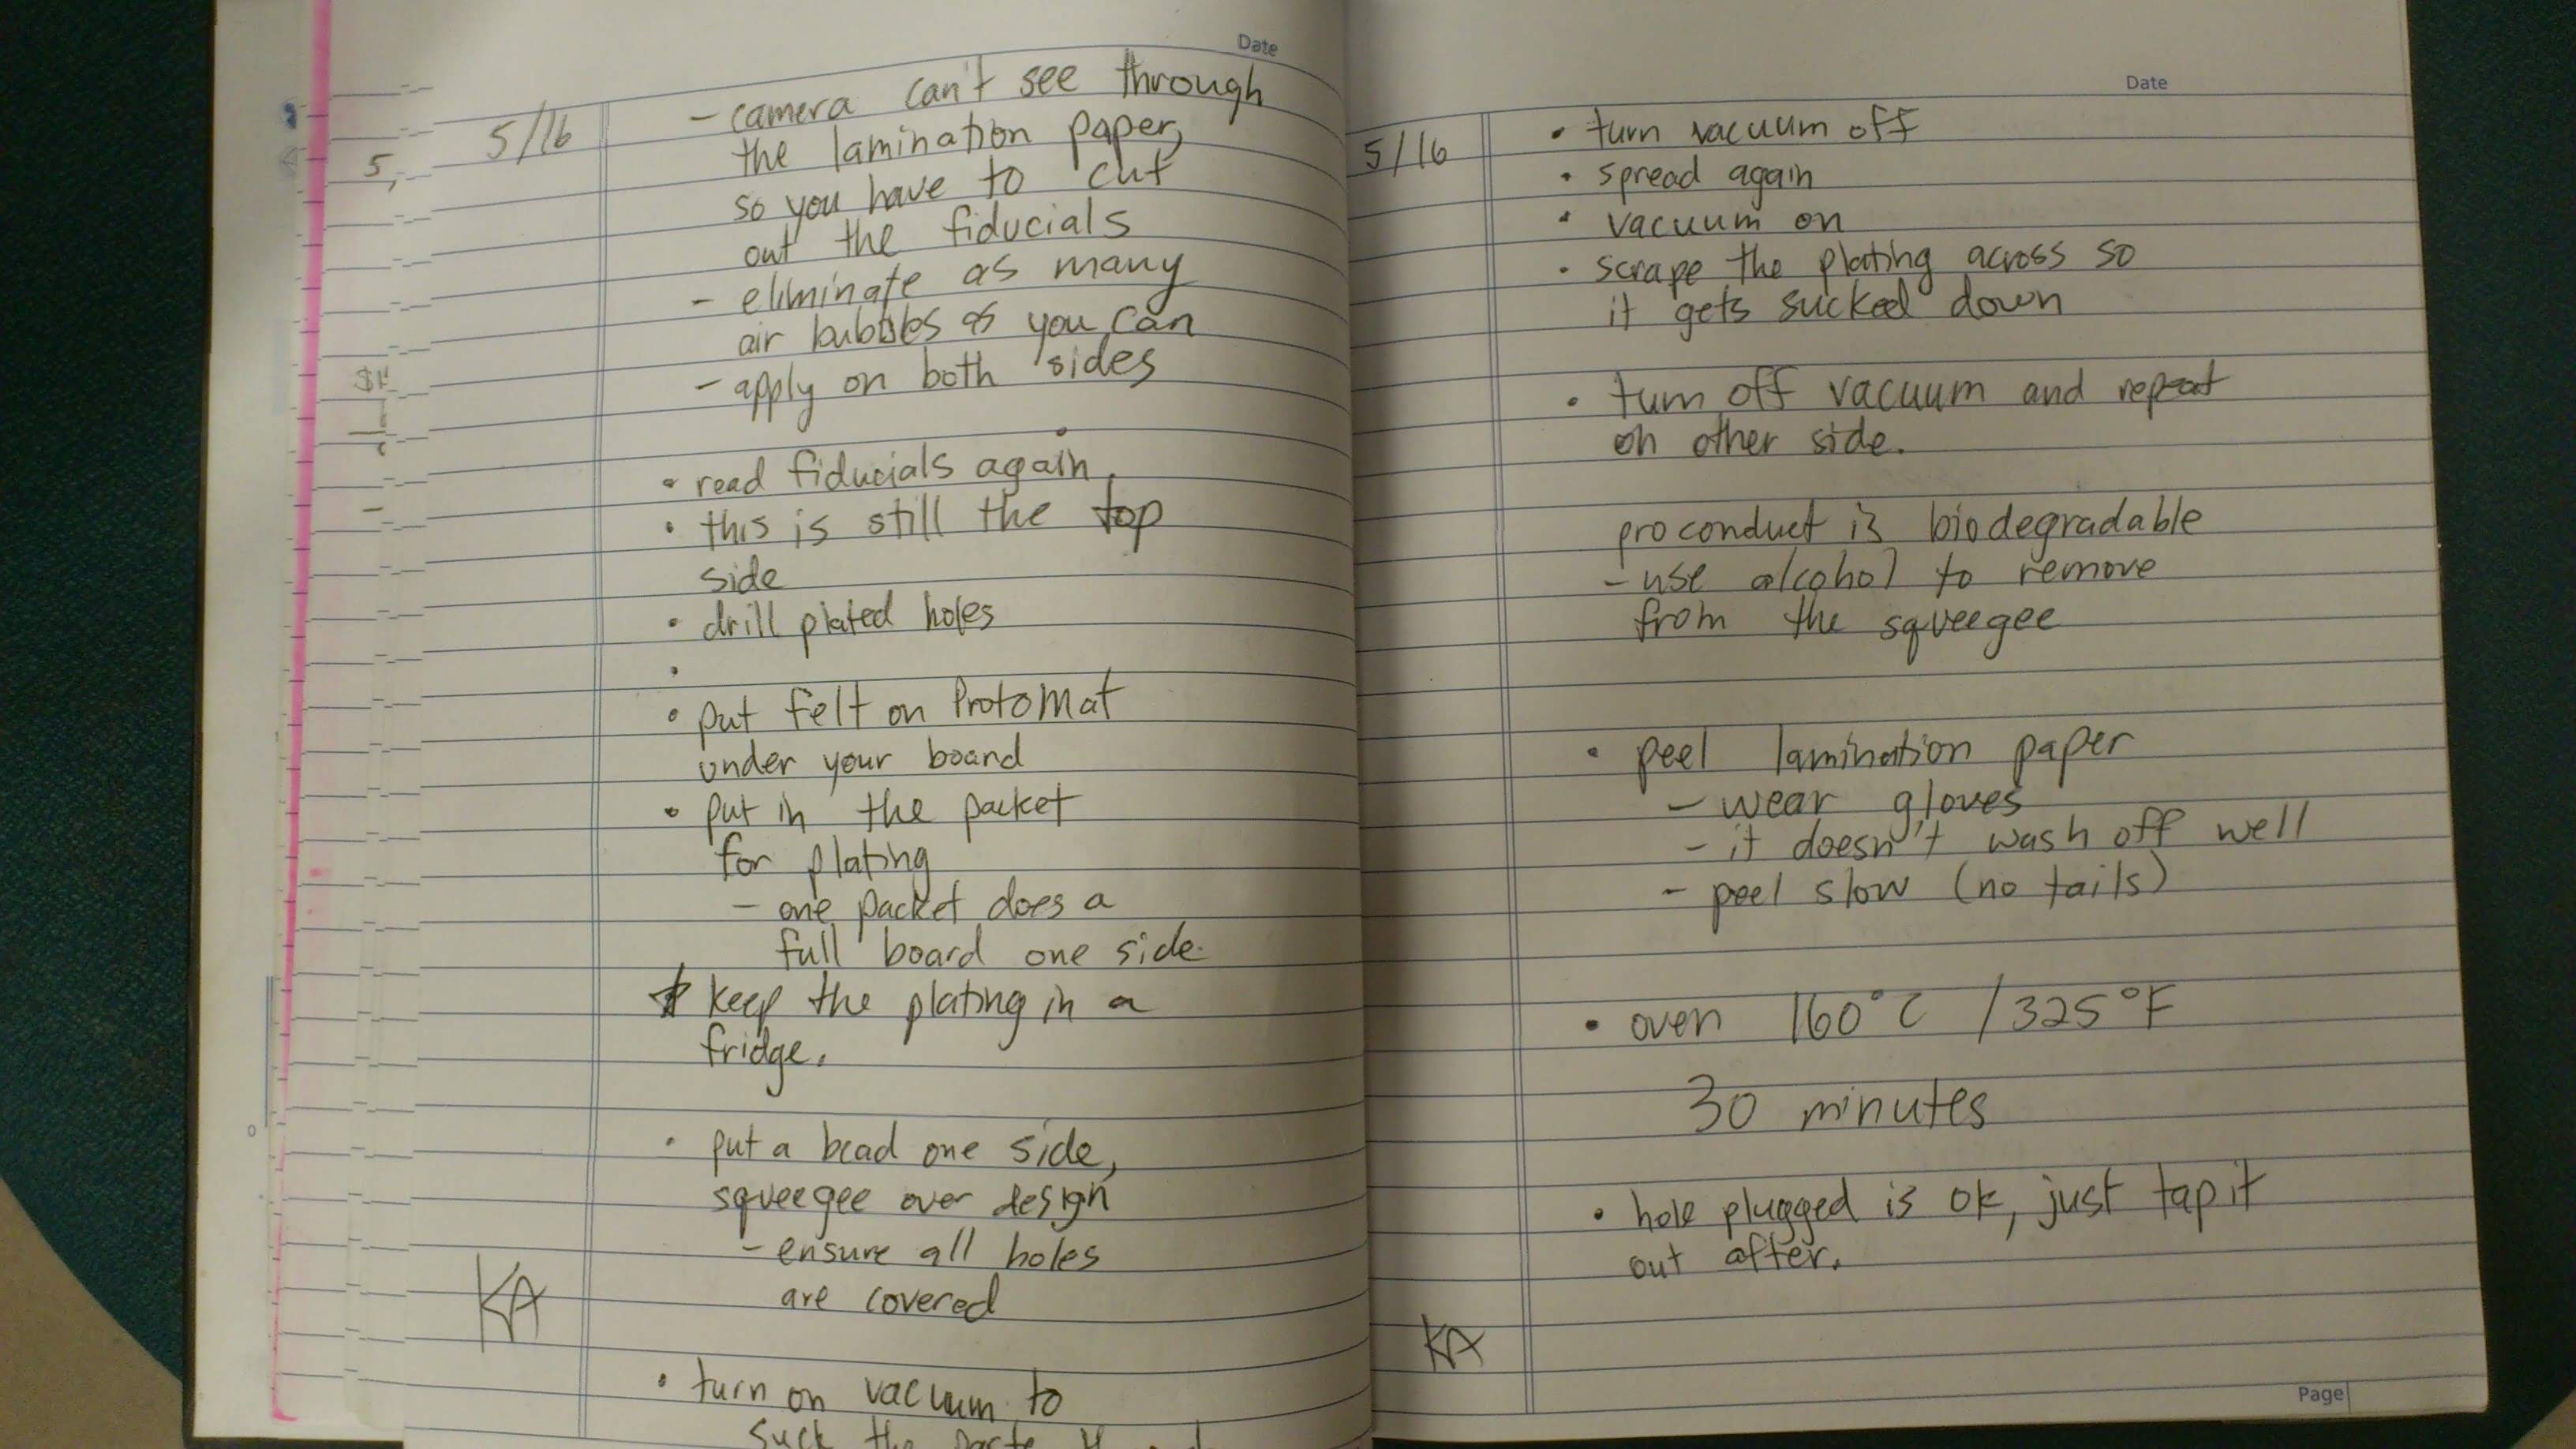 Date
5/16
- camera can't see through
the lamination paper,
so you have to cut
out the fiducials
- eliminate as many
air bubbles as you can
- apply on both sides
• read fiducials again
• this is still the top
side
• drill plated holes
•
• put felt on ProtoMat
under your board
• put in the packet
for plating
- one packet does a
full board one side
* keep the plating in a
fridge.
• put a bead one side,
squeegee over design
- ensure all holes
are covered
KA
• turn on vacuum to
suck the paste
Date
5/16
• turn vacuum off
• spread again
• vacuum on
• scrape the plating across so
it gets sucked down
• turn off vacuum and repeat
on other side.
proconduct is biodegradable
- use alcohol to remove
from the squeegee
• peel lamination paper
- wear gloves
- it doesn't wash off well
- peel slow (no tails)
• oven 160°C / 325°F
30 minutes
• hole plugged is ok, just tap it
out after.
KA
Page